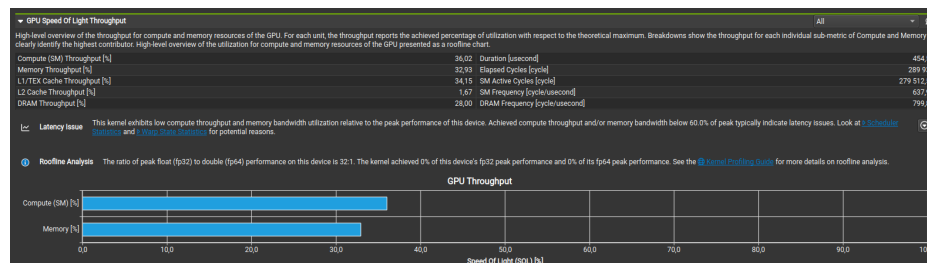 GPU Speed Of Light Throughput
All
High-level overview of the throughput for compute and memory resources of the GPU. For each unit, the throughput reports the achieved percentage of utilization with respect to the theoretical maximum. Breakdowns show the throughput for each individual sub-metric of Compute and Memory
clearly identify the highest contributor. High-level overview of the utilization for compute and memory resources of the GPU presented as a roofline chart.
Compute (SM) Throughput [%] 36,02 Duration [usecond] 454,
Memory Throughput [%] 32,93 Elapsed Cycles [cycle] 289 9
L1/TEX Cache Throughput [%] 34,15 SM Active Cycles [cycle] 279 512,
L2 Cache Throughput [%] 1,67 SM Frequency [cycle/usecond] 637,
DRAM Throughput [%] 28,00 DRAM Frequency [cycle/usecond] 799,
Latency Issue This kernel exhibits low compute throughput and memory bandwidth utilization relative to the peak performance of this device. Achieved compute throughput and/or memory bandwidth below 60.0% of peak typically indicate latency issues. Look at Scheduler
Statistics and Warp State Statistics for potential reasons.
Roofline Analysis The ratio of peak float (fp32) to double (fp64) performance on this device is 32:1. The kernel achieved 0% of this device's fp32 peak performance and 0% of its fp64 peak performance. See the Kernel Profiling Guide for more details on roofline analysis.
GPU Throughput
Compute (SM) [%]
Memory [%]
0,0 10,0 20,0 30,0 40,0 50,0 60,0 70,0 80,0 90,0 10
Speed Of Light (SOL) [%]